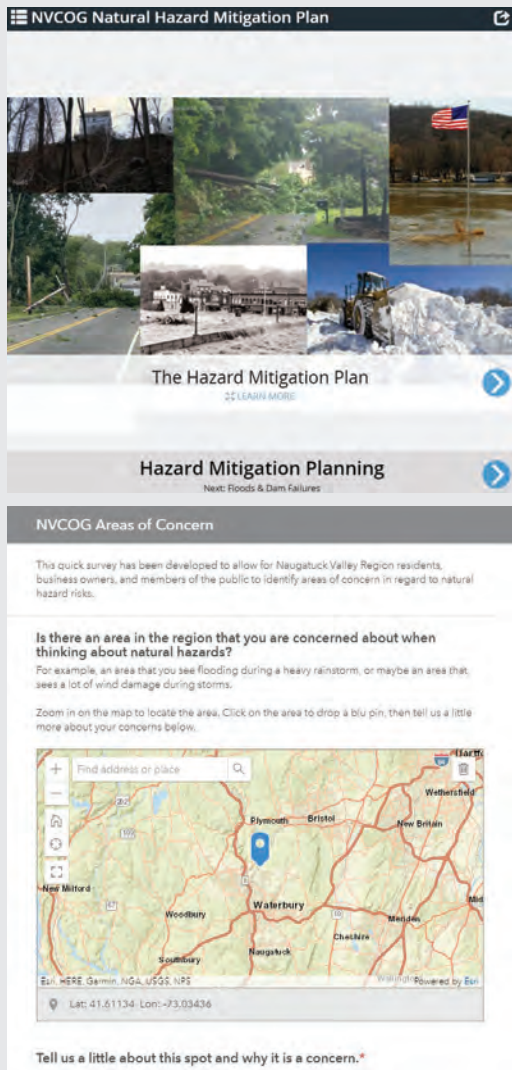 NVCOG Natural Hazard Mitigation Plan
The Hazard Mitigation Plan
LEARN MORE
Hazard Mitigation Planning
Next: Floods & Dam Failures
NVCOG Areas of Concern
This quick survey has been developed to allow for Naugatuck Valley Region residents,
business owners, and members of the public to identify areas of concern in regard to natural
hazard risks.
Is there an area in the region that you are concerned about when
thinking about natural hazards?
For example, an area that you see flooding during a heavy rainstorm, or maybe an area that
sees a lot of wind damage during storms.
Zoom in on the map to locate the area. Click on the area to drop a blu pin, then tell us a little
more about your concerns below.
Find address or place
84
Hartf
Wethersfield
202
Plymouth
Bristol
New Britain
109
New Milford
67
Woodbury
Waterbury
Meriden
Mid
Cheshire
Southbury
Naugatuck
Wallingf
Esri, HERE, Garmin, NGA, USGS, NPS
Powered by Esri
Lat: 41.61134 Lon: -73.03436
Tell us a little about this spot and why it is a concern.*